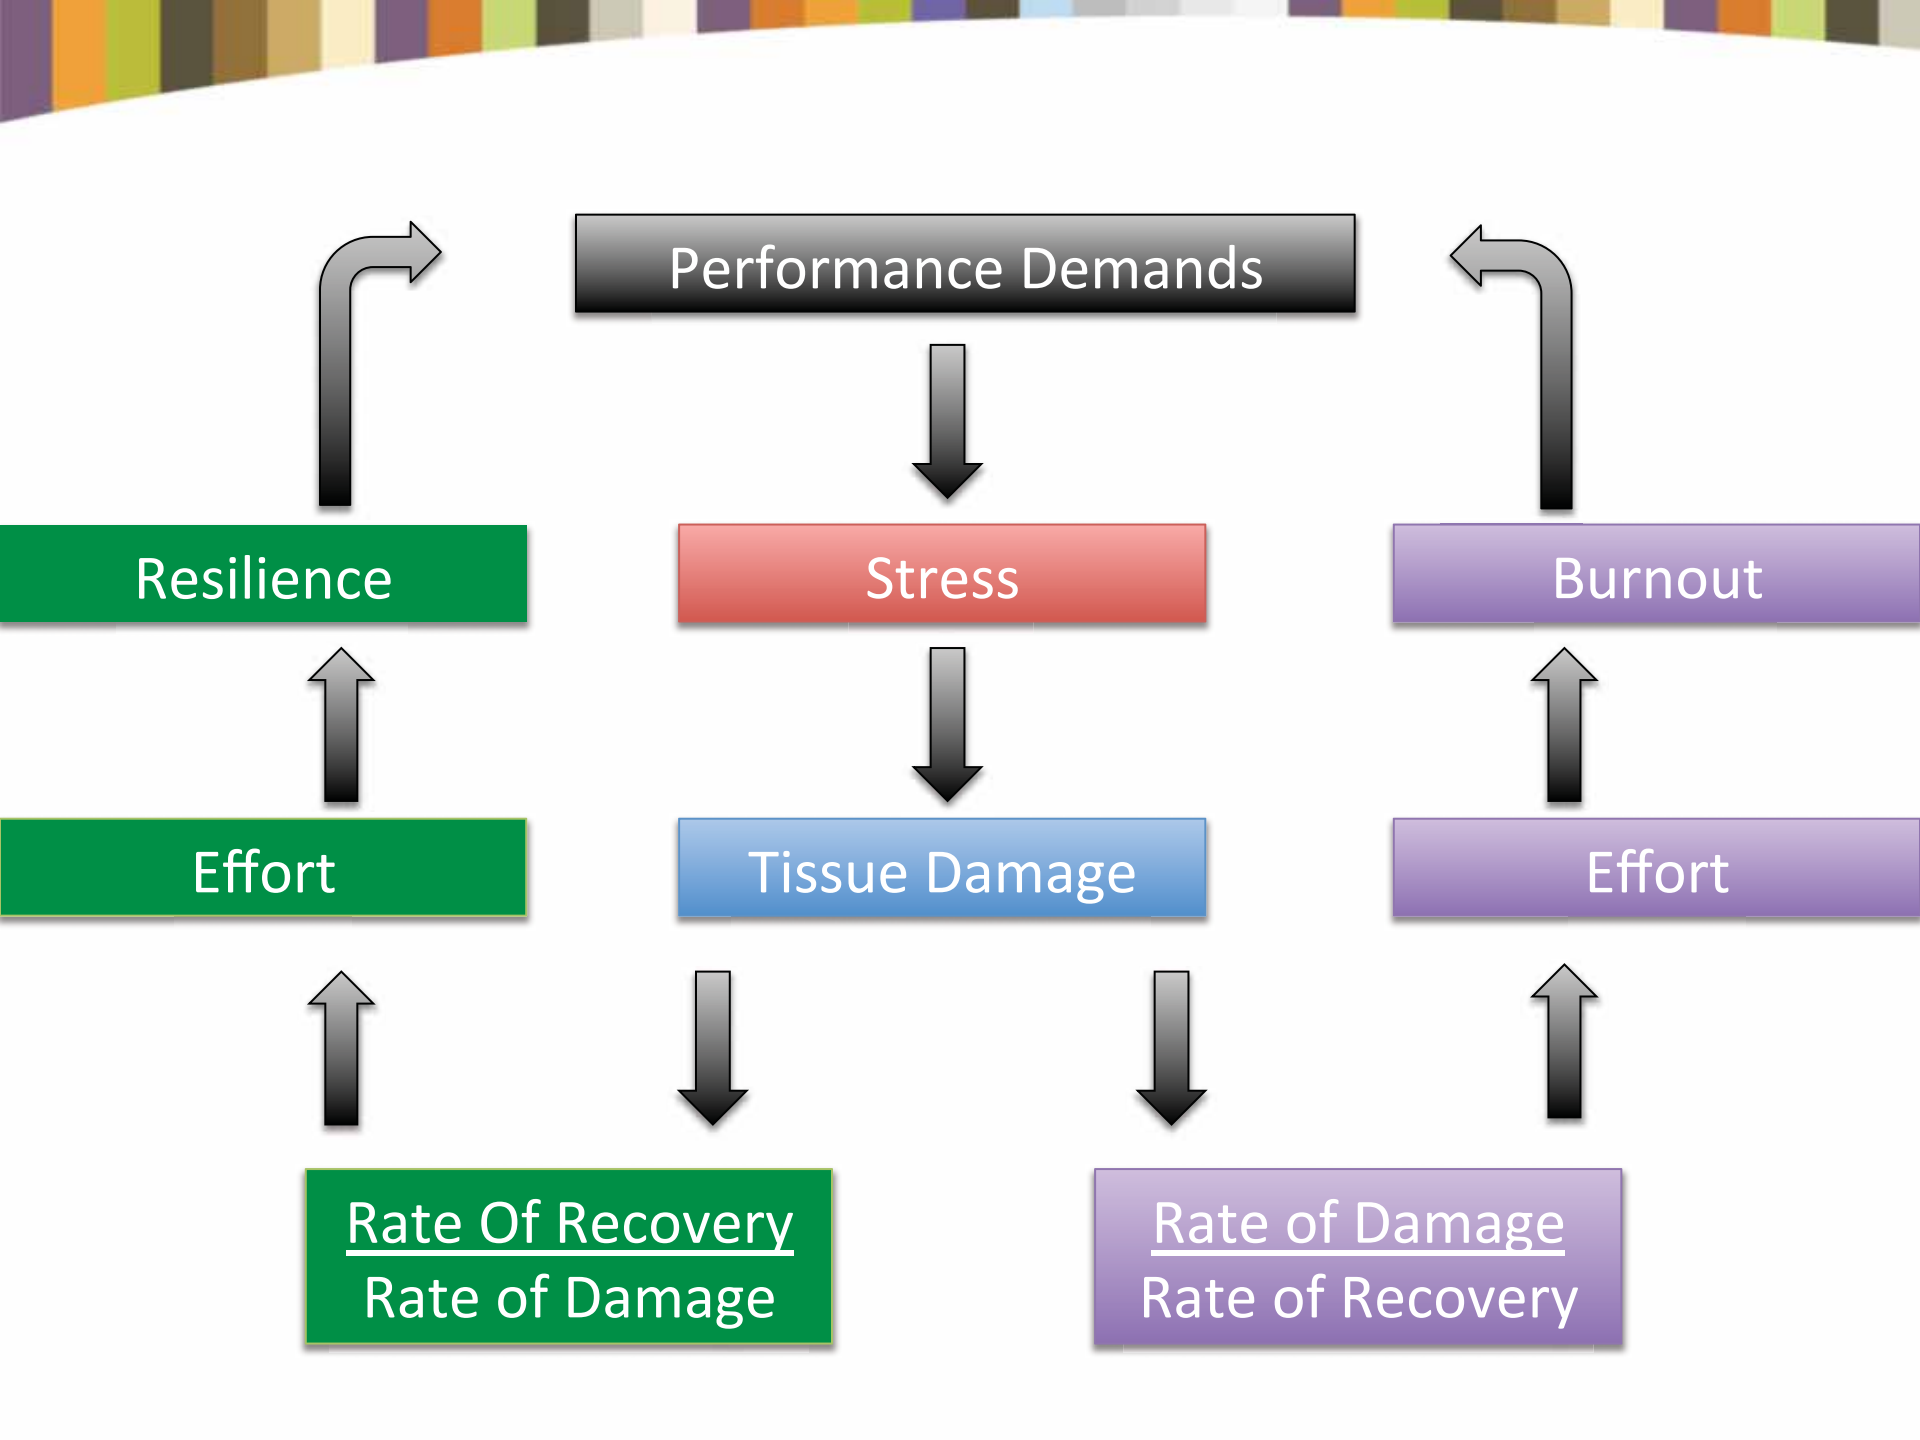 Performance Demands
Resilience
Stress
Burnout
Effort
Tissue Damage
Effort
Rate Of Recovery
Rate of Damage
Rate of Damage
Rate of Recovery